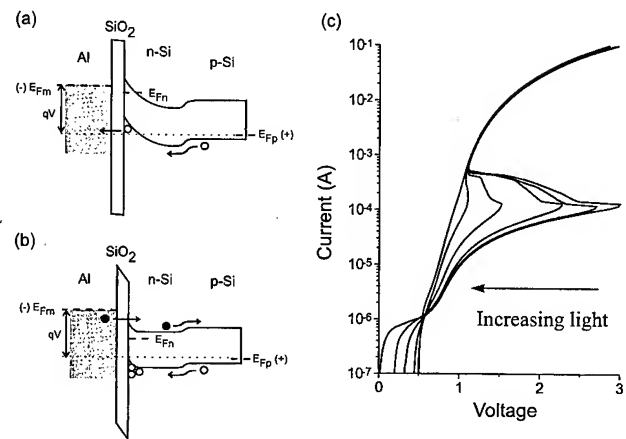 (a)
SiO2
Al
n-Si
p-Si
(-) EFm
qV
EFn
EFp (+)
(b)
SiO2
Al
n-Si
p-Si
(-) EFm
qV
EFn
EFp (+)
(c)
Current (A)
10-1
10-2
10-3
10-4
10-5
10-6
10-7
Increasing light
0
1
2
3
Voltage